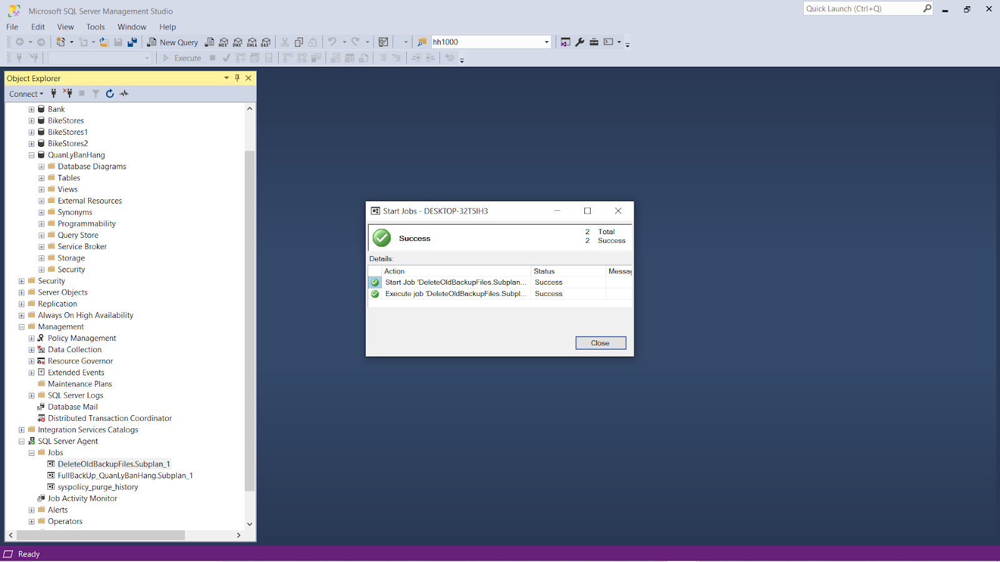 Microsoft SQL Server Management Studio
Quick Launch (Ctrl+Q)
File Edit View Tools Window Help
New Query MDX DMX XMLA DAX hh1000
Execute
Object Explorer
Connect
Bank
BikeStores
BikeStores1
BikeStores2
QuanLyBanHang
Database Diagrams
Tables
Views
External Resources
Synonyms
Programmability
Query Store
Service Broker
Storage
Security
Security
Server Objects
Replication
Always On High Availability
Management
Policy Management
Data Collection
Resource Governor
Extended Events
Maintenance Plans
SQL Server Logs
Database Mail
Distributed Transaction Coordinator
Integration Services Catalogs
SQL Server Agent
Jobs
DeleteOldBackupFiles.Subplan_1
FullBackUp_QuanLyBanHang.Subplan_1
syspolicy_purge_history
Job Activity Monitor
Alerts
Operators
Start Jobs - DESKTOP-32T5IH3
Success
2 Total
2 Success
Details:
Action Status Messag
Start Job 'DeleteOldBackupFiles.Subplan... Success
Execute job 'DeleteOldBackupFiles.Subpl... Success
Close
Ready